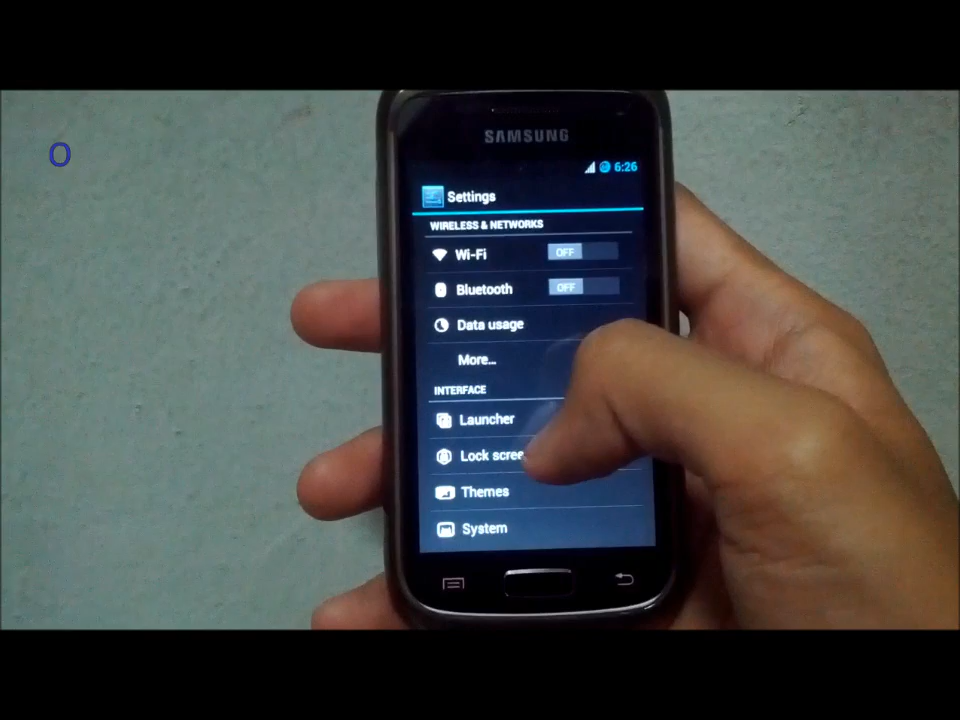 O
SAMSUNG
6:26
Settings
WIRELESS & NETWORKS
Wi-Fi OFF
Bluetooth OFF
Data usage
More...
INTERFACE
Launcher
Lock scree
Themes
System